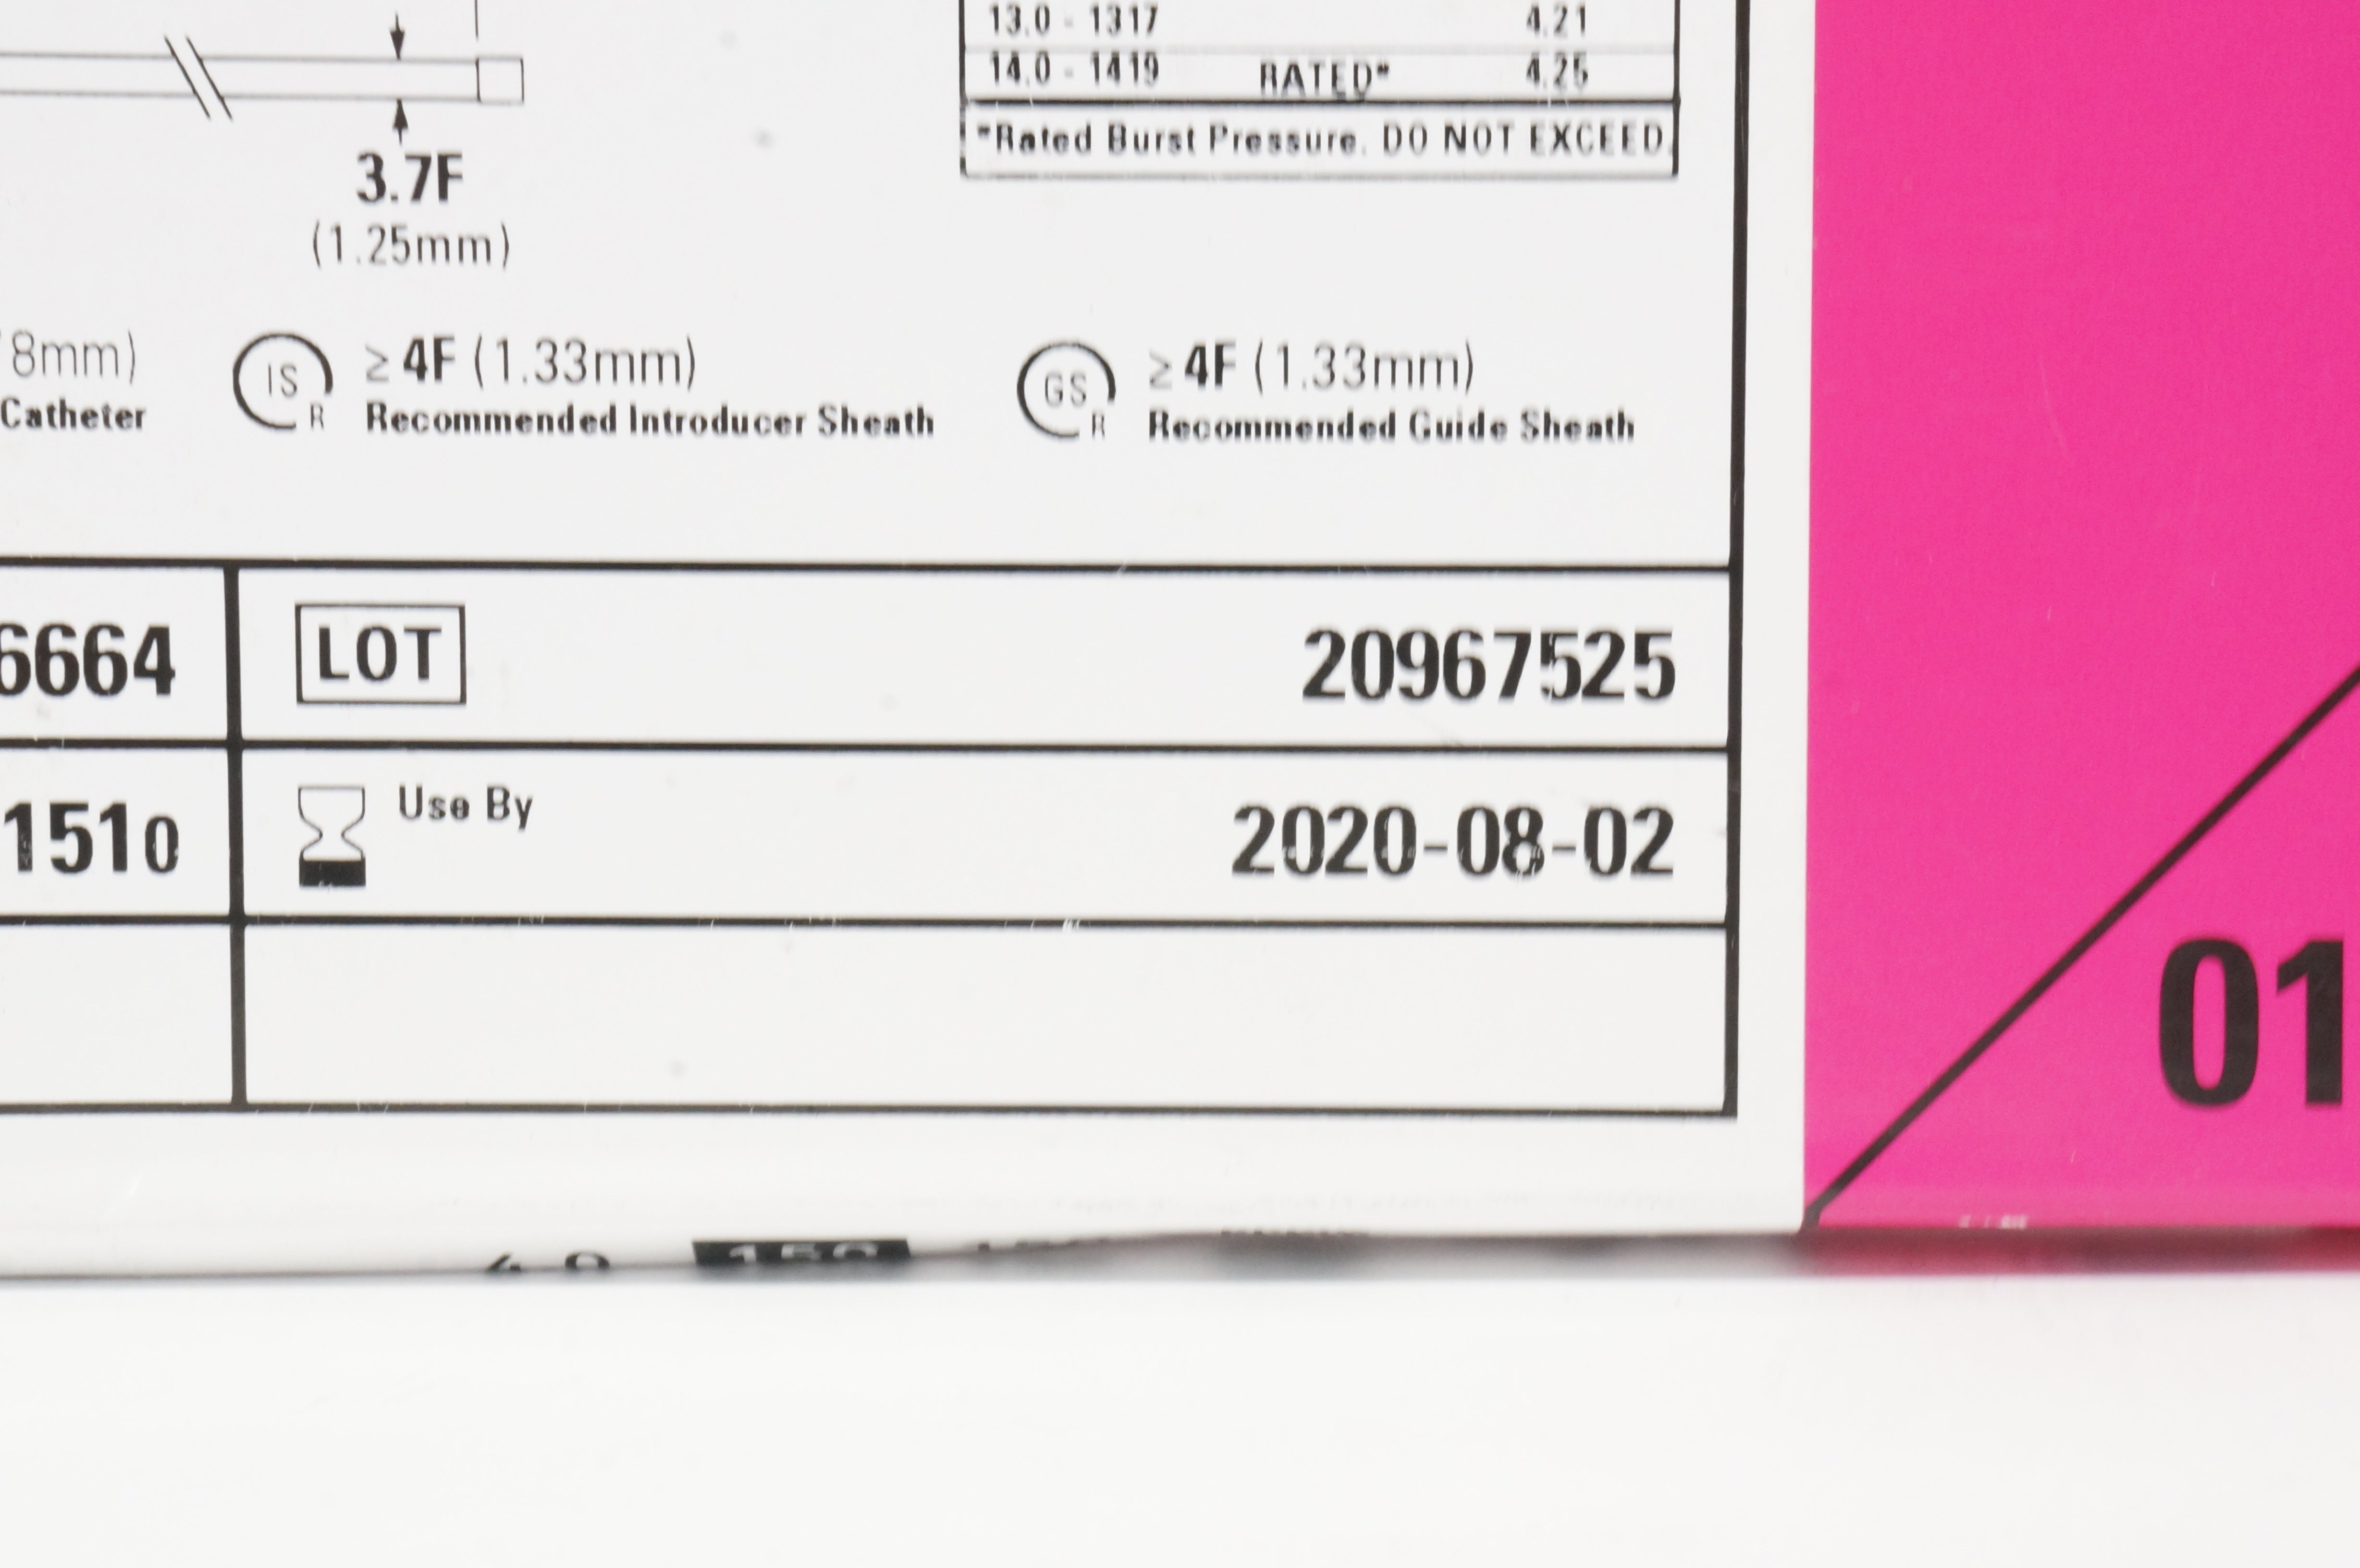 13.0 - 1317 4.21
14.0 - 1419 RATED* 4.25
*Rated Burst Pressure. DO NOT EXCEED.
3.7F
(1.25mm)
8mm)
Catheter
IS R ≥ 4F (1.33mm)
Recommended Introducer Sheath
GS R ≥ 4F (1.33mm)
Recommended Guide Sheath
6664
LOT 20967525
1510
Use By 2020-08-02
01